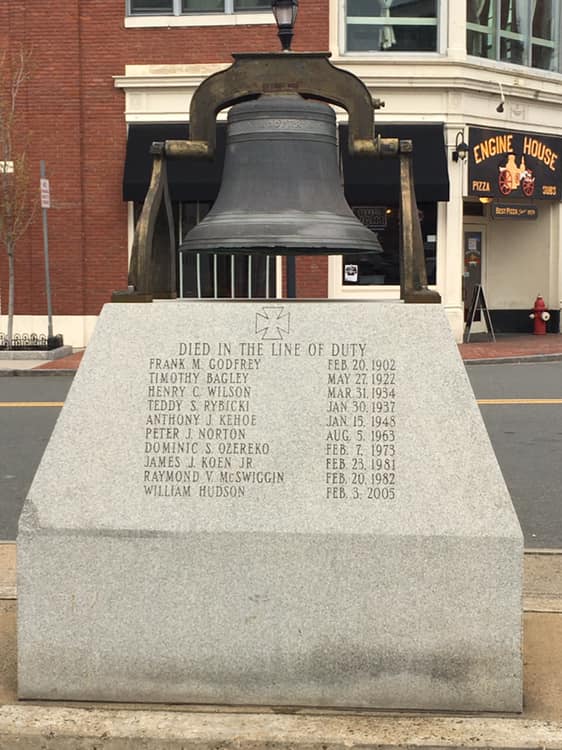 ENGINE HOUSE
PIZZA SUBS
BEST PIZZA
DIED IN THE LINE OF DUTY
FRANK M. GODFREY FEB. 20, 1902
TIMOTHY BAGLEY MAY 27, 1922
HENRY C. WILSON MAR. 31, 1934
TEDDY S. RYBICKI JAN. 30, 1937
ANTHONY J. KEHOE JAN. 15, 1948
PETER J. NORTON AUG. 5, 1963
DOMINIC S. OZEREKO FEB. 7, 1973
JAMES J. KOEN JR FEB. 23, 1981
RAYMOND V. McSWIGGIN FEB. 20, 1982
WILLIAM HUDSON FEB. 3, 2005